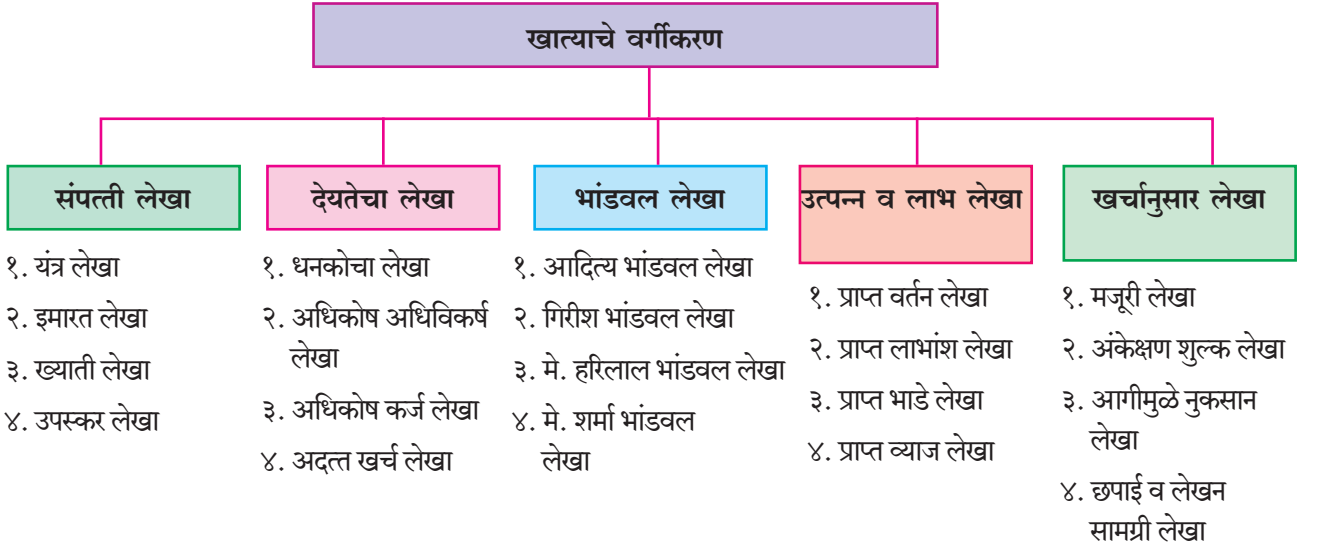 खात्याचे वर्गीकरण
संपत्ती लेखा
१. यंत्र लेखा
२. इमारत लेखा
३. ख्याती लेखा
४. उपस्कर लेखा
देयतेचा लेखा
१. धनकोचा लेखा
२. अधिकोष अधिविकर्ष
लेखा
३. अधिकोष कर्ज लेखा
४. अदत्त खर्च लेखा
भांडवल लेखा
१. आदित्य भांडवल लेखा
२. गिरीश भांडवल लेखा
३. मे. हरिलाल भांडवल लेखा
४. मे. शर्मा भांडवल
लेखा
उत्पन्न व लाभ लेखा
१. प्राप्त वर्तन लेखा
२. प्राप्त लाभांश लेखा
३. प्राप्त भाडे लेखा
४. प्राप्त व्याज लेखा
खर्चानुसार लेखा
१. मजूरी लेखा
२. अंकेक्षण शुल्क लेखा
३. आगीमुळे नुकसान
लेखा
४. छपाई व लेखन
सामग्री लेखा